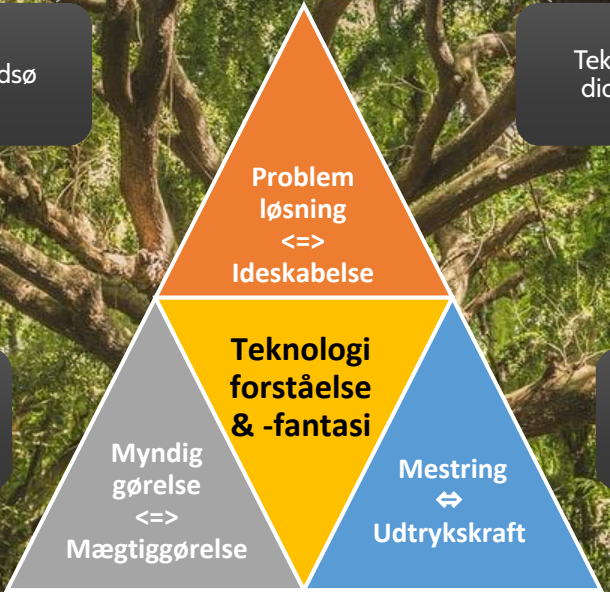 Problem
løsning
<=>
Ideskabelse
Teknologi
forståelse
& -fantasi
Myndig
gørelse
<=>
Mægtiggørelse
Mestring
⇔
Udtrykskraft